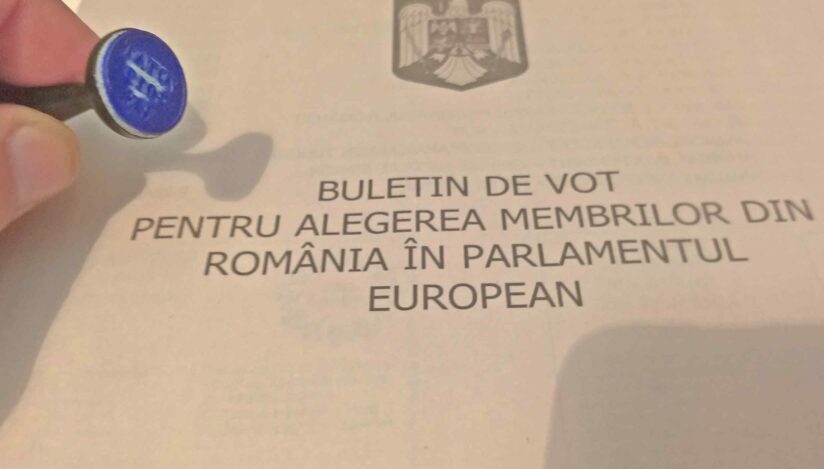 BULETIN DE VOT
PENTRU ALEGEREA MEMBRILOR DIN
ROMÂNIA ÎN PARLAMENTUL
EUROPEAN